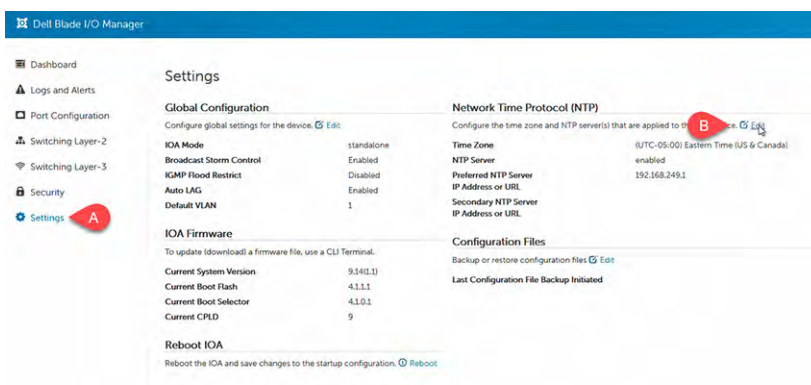 Dell Blade I/O Manager
Dashboard
Logs and Alerts
Port Configuration
Switching Layer-2
Switching Layer-3
Security
Settings
A
Settings
Global Configuration
Configure global settings for the device. Edit
IOA Mode standalone
Broadcast Storm Control Enabled
IGMP Flood Restrict Disabled
Auto LAG Enabled
Default VLAN 1
IOA Firmware
To update (download) a firmware file, use a CLI Terminal.
Current System Version 9.14(1.1)
Current Boot Flash 4.1.1.1
Current Boot Selector 4.1.0.1
Current CPLD 9
Reboot IOA
Reboot the IOA and save changes to the startup configuration. Reboot
Network Time Protocol (NTP)
Configure the time zone and NTP server(s) that are applied to B Edit
Time Zone (UTC-05:00) Eastern Time (US & Canada)
NTP Server enabled
Preferred NTP Server 192.168.249.1
IP Address or URL
Secondary NTP Server
IP Address or URL
Configuration Files
Backup or restore configuration files Edit
Last Configuration File Backup Initiated